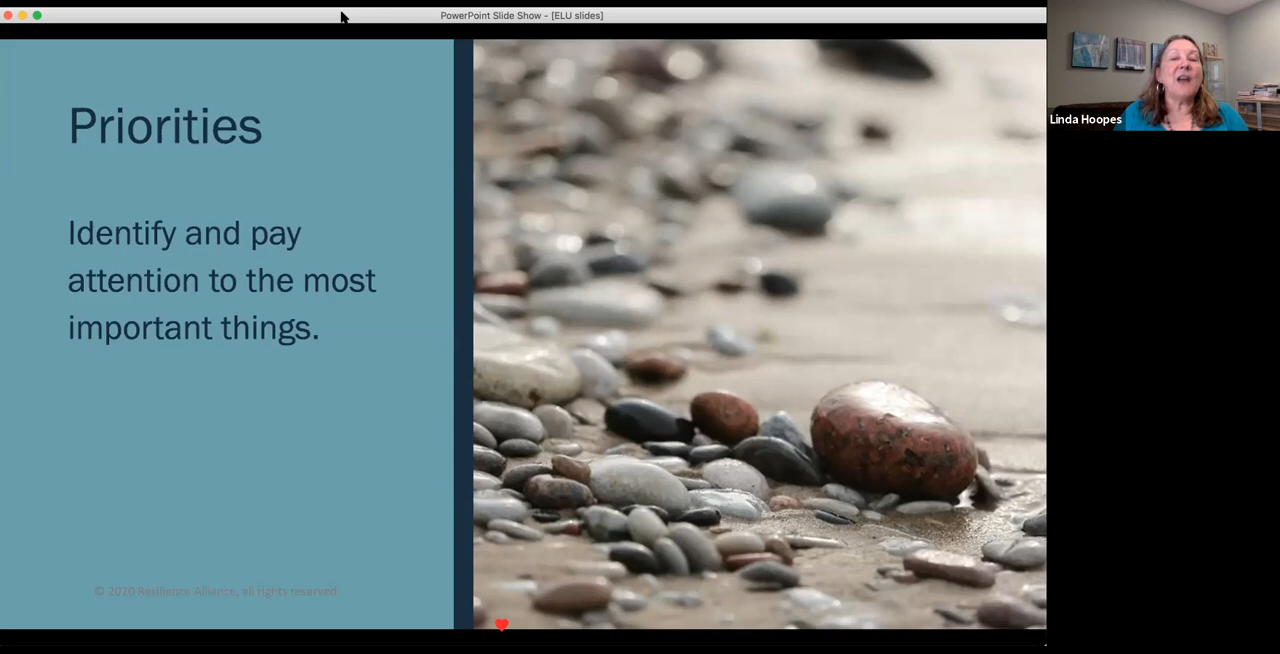 PowerPoint Slide Show - [ELU slides]
Priorities
Identify and pay
attention to the most
important things.
© 2020 Resilience Alliance, all rights reserved
Linda Hoopes